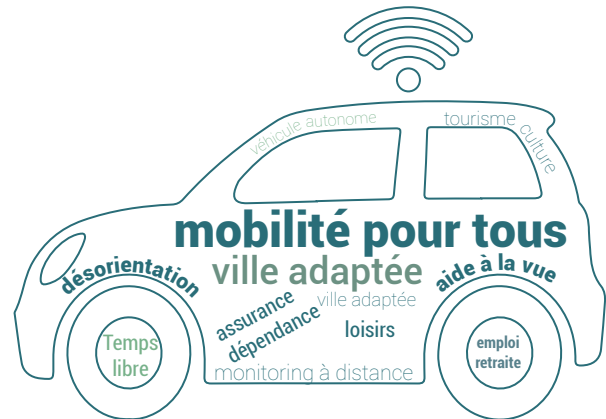 véhicule autonome
tourisme
culture
mobilité pour tous
désorientation
ville adaptée
aide à la vue
ville adaptée
assurance
dépendance
loisirs
Temps
libre
emploi
retraite
monitoring à distance